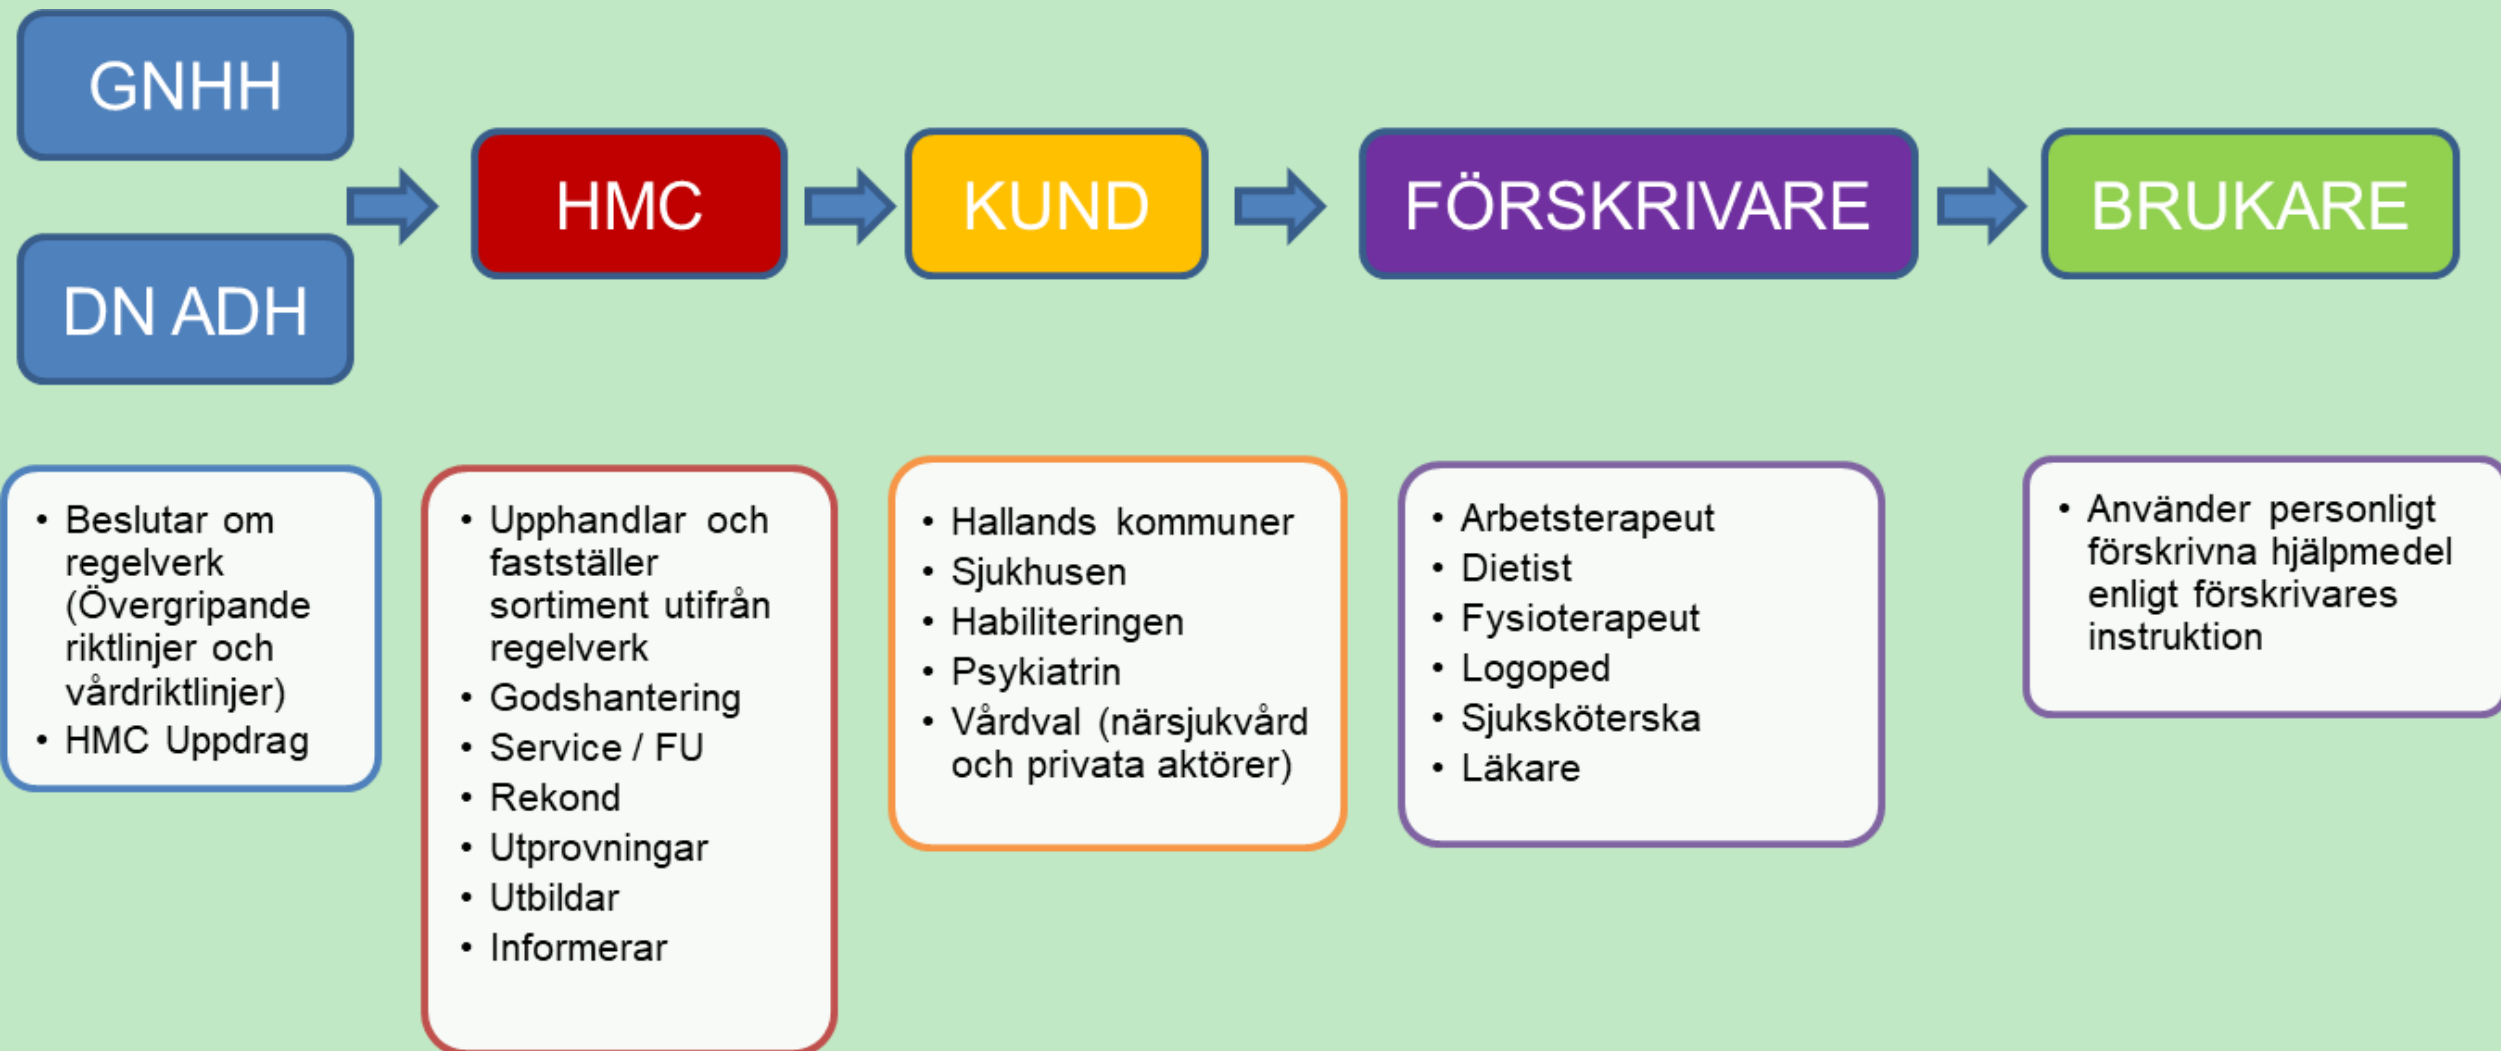 GNHH
DN ADH
HMC
KUND
FÖRSKRIVARE
BRUKARE
• Beslutar om
regelverk
(Övergripande
riktlinjer och
vårdriktlinjer)
• HMC Uppdrag
• Upphandlar och
fastställer
sortiment utifrån
regelverk
• Godshantering
• Service / FU
• Rekond
• Utprovningar
• Utbildar
• Informerar
• Hallands kommuner
• Sjukhusen
• Habiliteringen
• Psykiatrin
• Vårdval (närsjukvård
och privata aktörer)
• Arbetsterapeut
• Dietist
• Fysioterapeut
• Logoped
• Sjuksköterska
• Läkare
• Använder personligt
förskrivna hjälpmedel
enligt förskrivares
instruktion